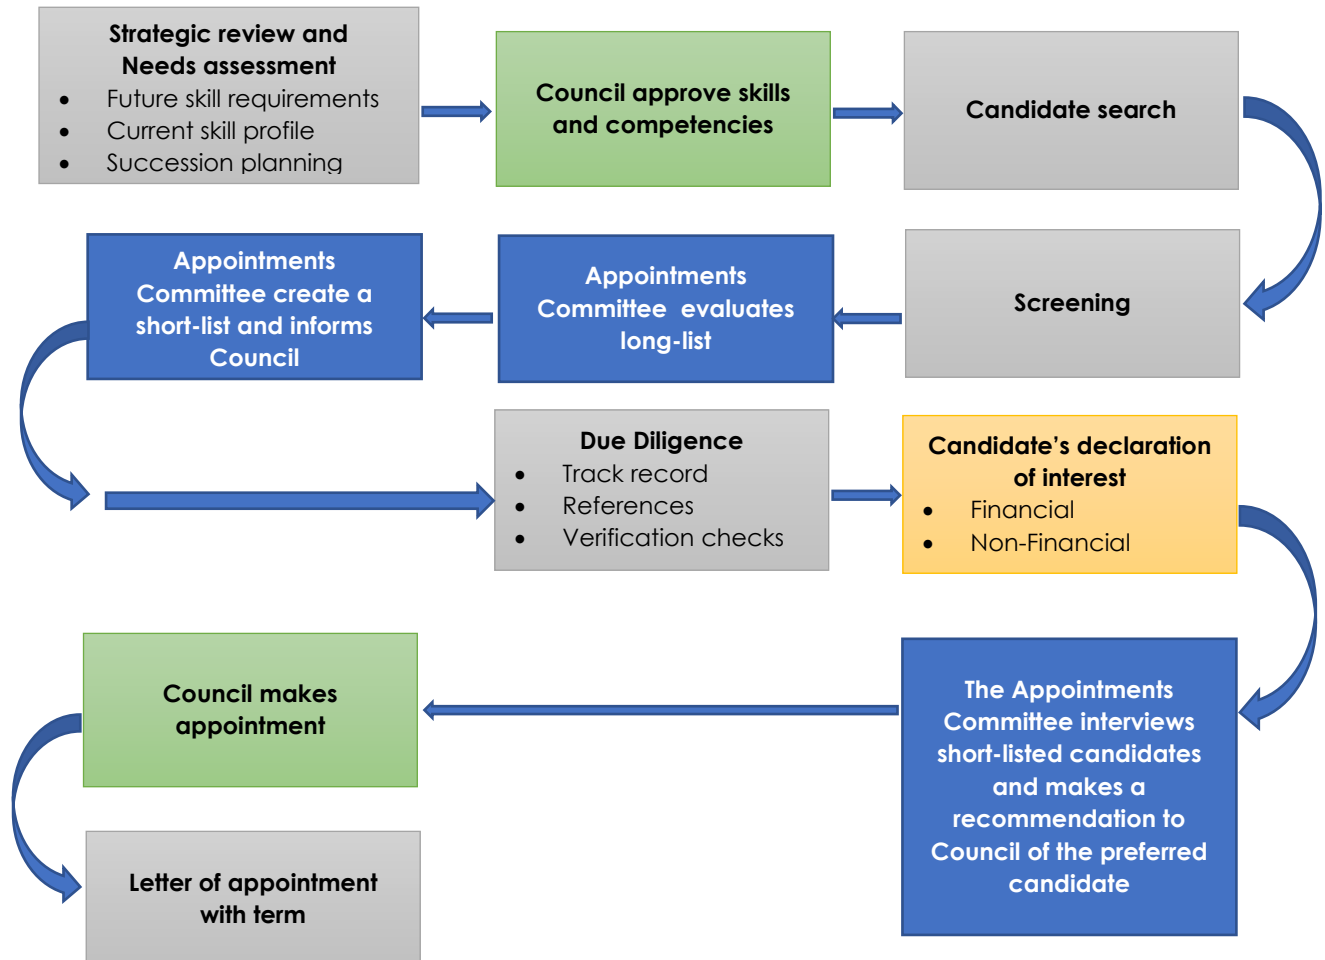 Strategic review and
Needs assessment
• Future skill requirements
• Current skill profile
• Succession planning
Council approve skills
and competencies
Candidate search
Screening
Appointments
Committee evaluates
long-list
Appointments
Committee create a
short-list and informs
Council
Due Diligence
• Track record
• References
• Verification checks
Candidate’s declaration
of interest
• Financial
• Non-Financial
The Appointments
Committee interviews
short-listed candidates
and makes a
recommendation to
Council of the preferred
candidate
Council makes
appointment
Letter of appointment
with term